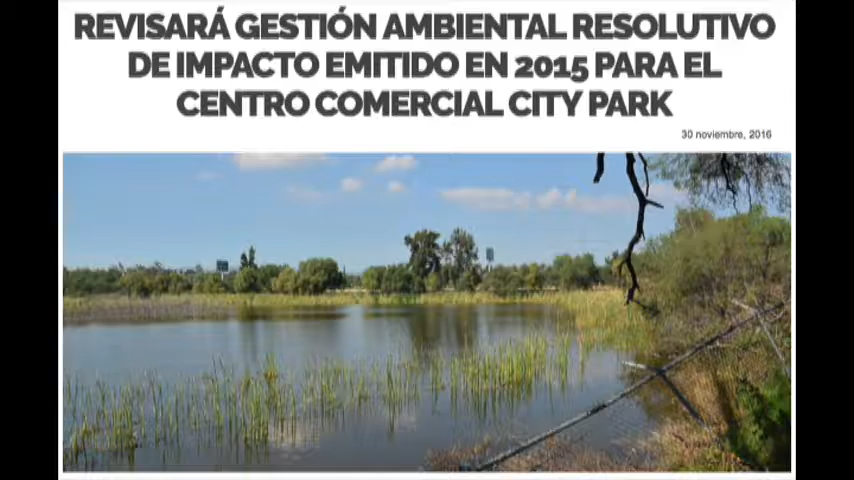 REVISARÁ GESTIÓN AMBIENTAL RESOLUTIVO
DE IMPACTO EMITIDO EN 2015 PARA EL
CENTRO COMERCIAL CITY PARK
30 noviembre, 2016